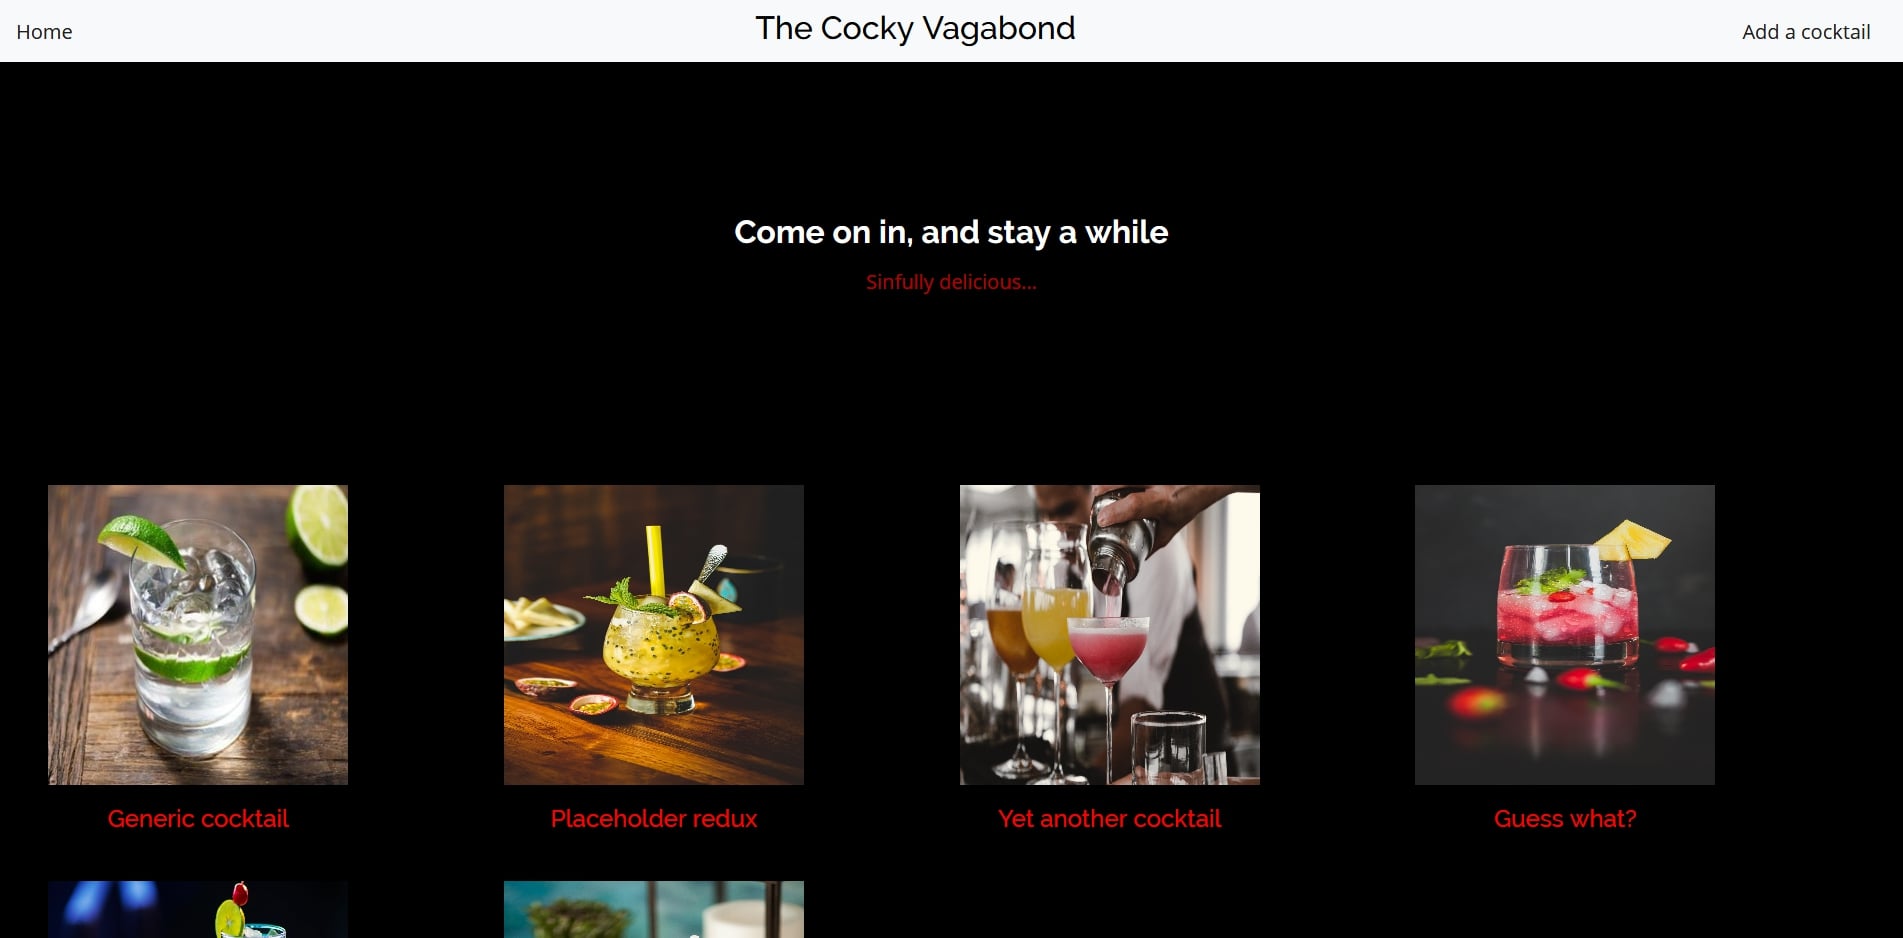 Home
The Cocky Vagabond
Add a cocktail
Come on in, and stay a while
Sinfully delicious...
Generic cocktail
Placeholder redux
Yet another cocktail
Guess what?